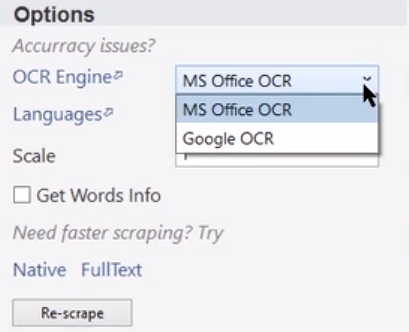 Options
Accurracy issues?
OCR Engine MS Office OCR
MS Office OCR
Languages
Google OCR
Scale
Get Words Info
Need faster scraping? Try
Native FullText
Re-scrape